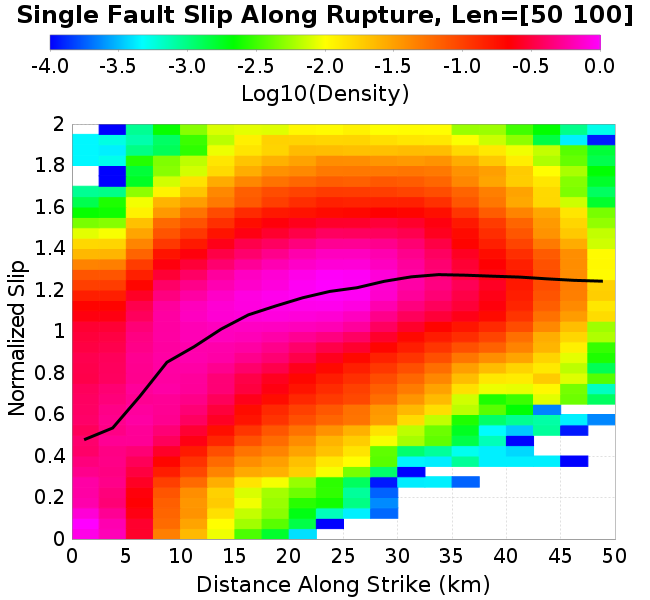 Single Fault Slip Along Rupture, Len=[50 100]
-4.0 -3.5 -3.0 -2.5 -2.0 -1.5 -1.0 -0.5 0.0
Log10(Density)
2
1.8
1.6
1.4
1.2
1
0.8
0.6
0.4
0.2
0
Normalized Slip
0 5 10 15 20 25 30 35 40 45 50
Distance Along Strike (km)